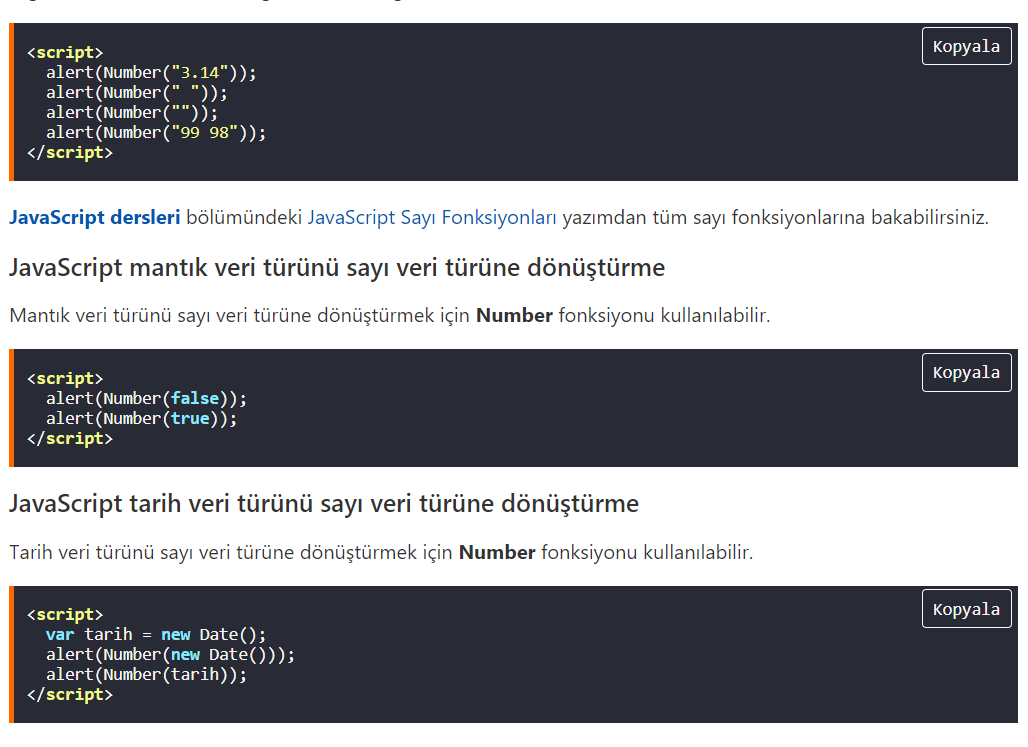 Kopyala
<script>
  alert(Number("3.14"));
  alert(Number(" "));
  alert(Number(""));
  alert(Number("99 98"));
</script>
JavaScript dersleri bölümündeki JavaScript Sayı Fonksiyonları yazımdan tüm sayı fonksiyonlarına bakabilirsiniz.
JavaScript mantık veri türünü sayı veri türüne dönüştürme
Mantık veri türünü sayı veri türüne dönüştürmek için Number fonksiyonu kullanılabilir.
Kopyala
<script>
  alert(Number(false));
  alert(Number(true));
</script>
JavaScript tarih veri türünü sayı veri türüne dönüştürme
Tarih veri türünü sayı veri türüne dönüştürmek için Number fonksiyonu kullanılabilir.
Kopyala
<script>
  var tarih = new Date();
  alert(Number(new Date()));
  alert(Number(tarih));
</script>